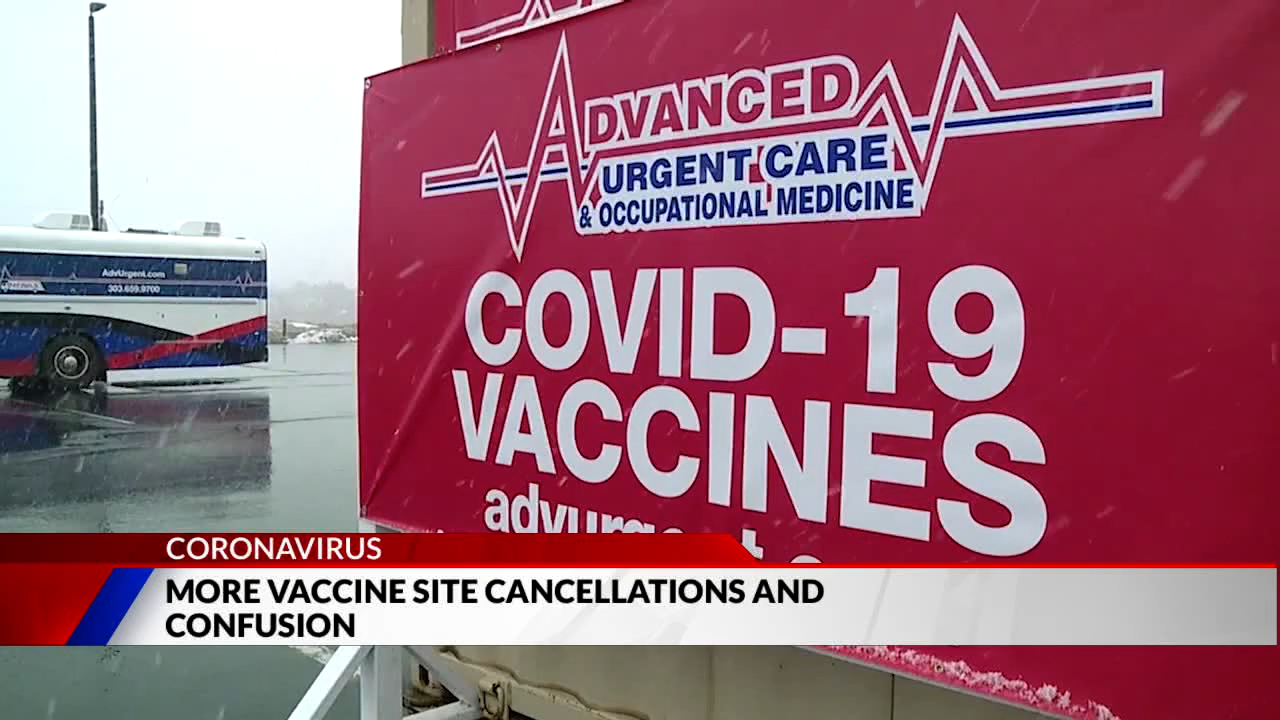 ADVANCED
URGENT CARE
& OCCUPATIONAL MEDICINE
COVID-19
VACCINES
AdvUrgent.com
303.659.9700
CORONAVIRUS
MORE VACCINE SITE CANCELLATIONS AND
CONFUSION